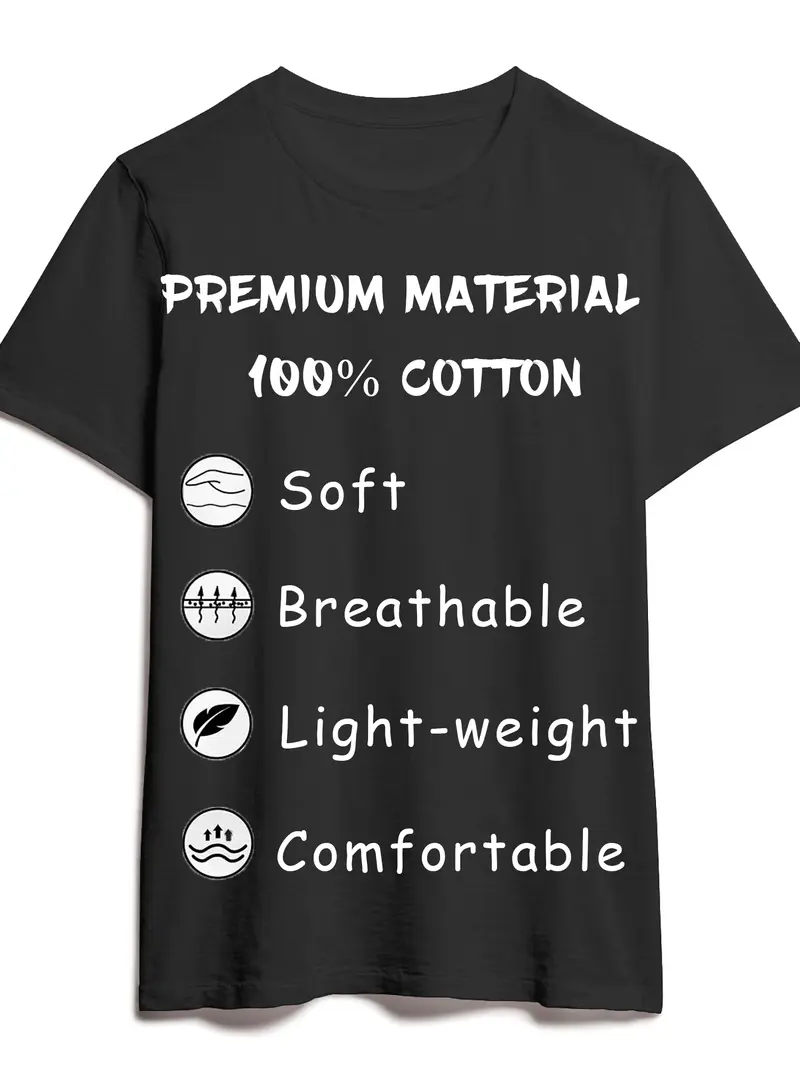 PREMIUM MATERIAL
100% COTTON
Soft
Breathable
Light-weight
Comfortable